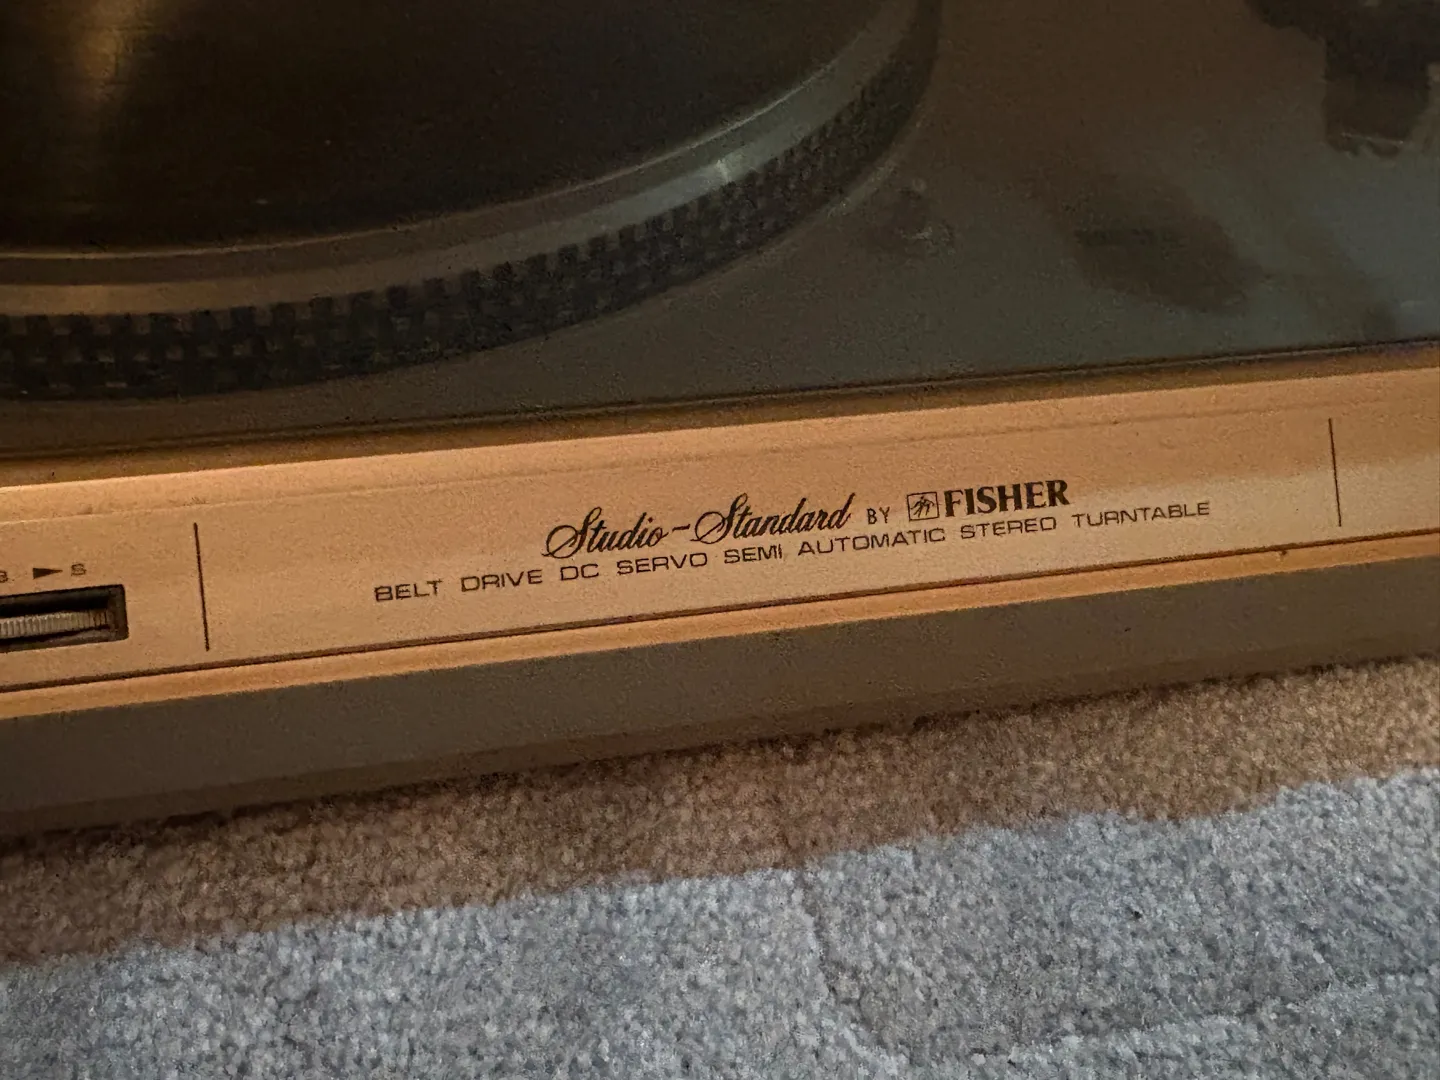 Studio-Standard BY FISHER
BELT DRIVE DC SERVO SEMI AUTOMATIC STEREO TURNTABLE
S